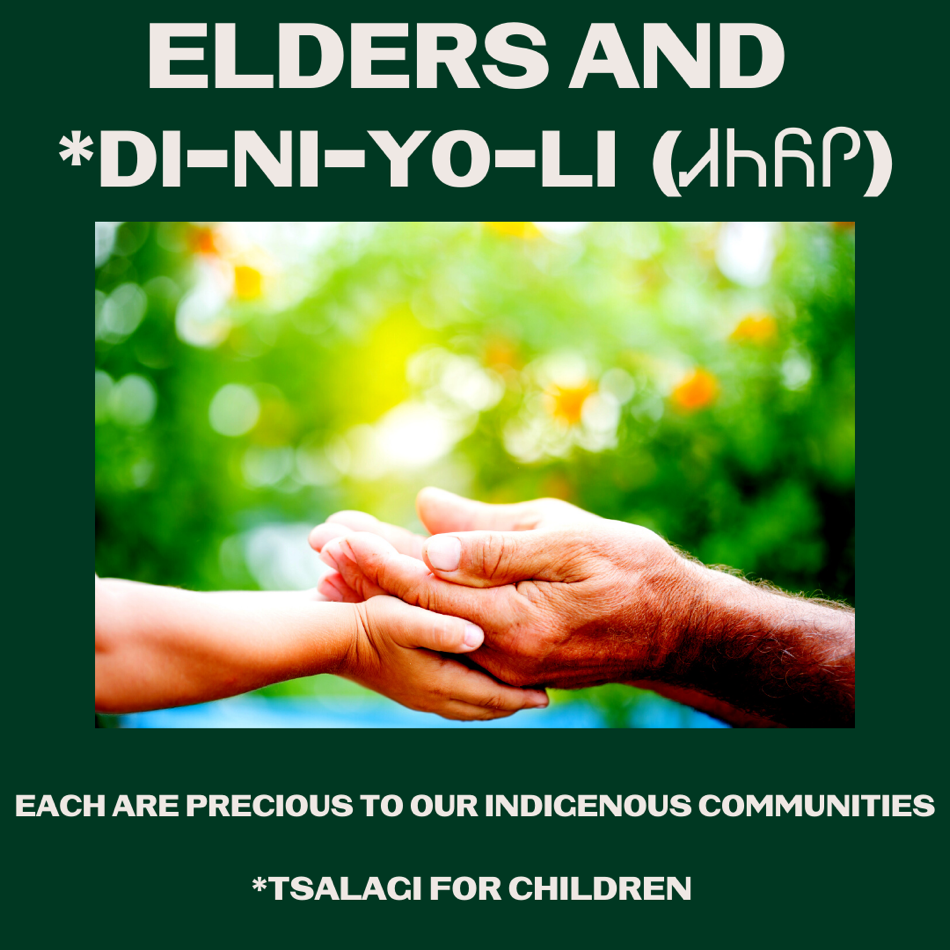 ELDERS AND
*DI-NI-YO-LI (ᏗᏂᏲᎵ)
EACH ARE PRECIOUS TO OUR INDIGENOUS COMMUNITIES
*TSALAGI FOR CHILDREN